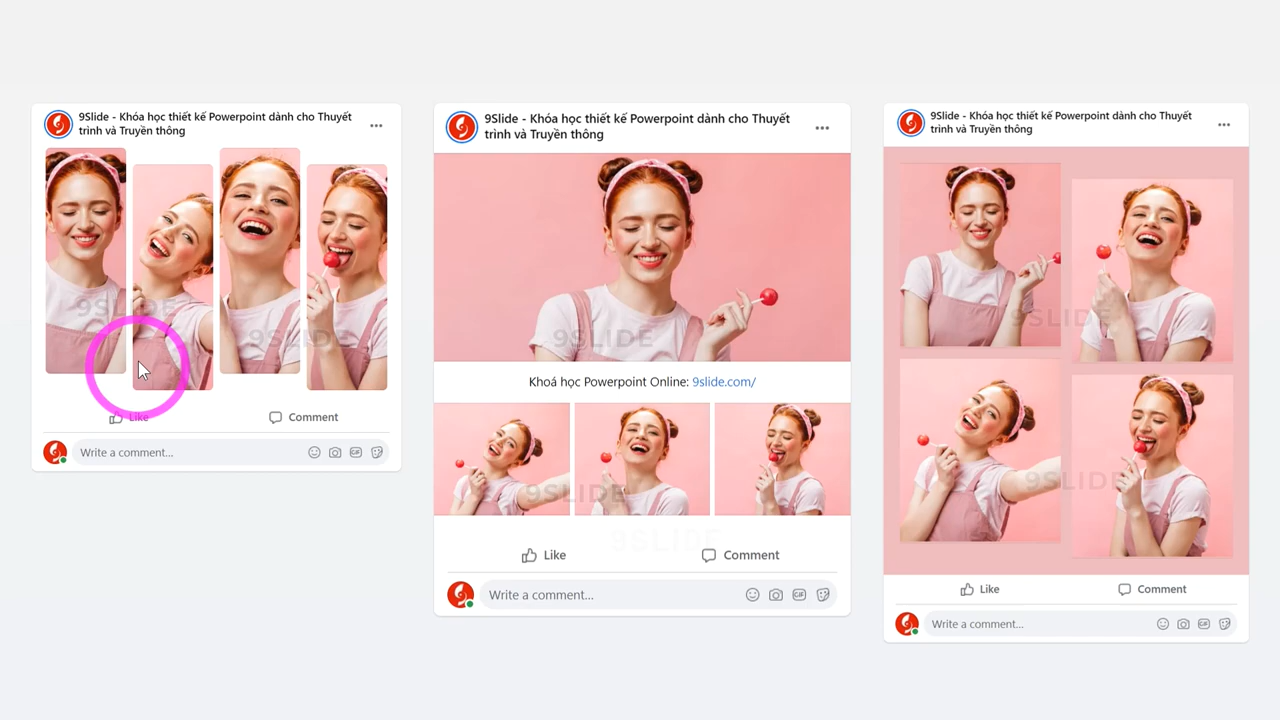 9Slide - Khóa học thiết kế Powerpoint dành cho Thuyết
trình và Truyền thông
9SLIDE
9SLIDE
Like
Comment
Write a comment...
GIF
9Slide - Khóa học thiết kế Powerpoint dành cho Thuyết
trình và Truyền thông
9SLIDE
Khoá học Powerpoint Online: 9slide.com/
9SLIDE
9SLIDE
Like
Comment
Write a comment...
GIF
9Slide - Khóa học thiết kế Powerpoint dành cho Thuyết
trình và Truyền thông
9SLIDE
9SLIDE
Like
Comment
Write a comment...
GIF